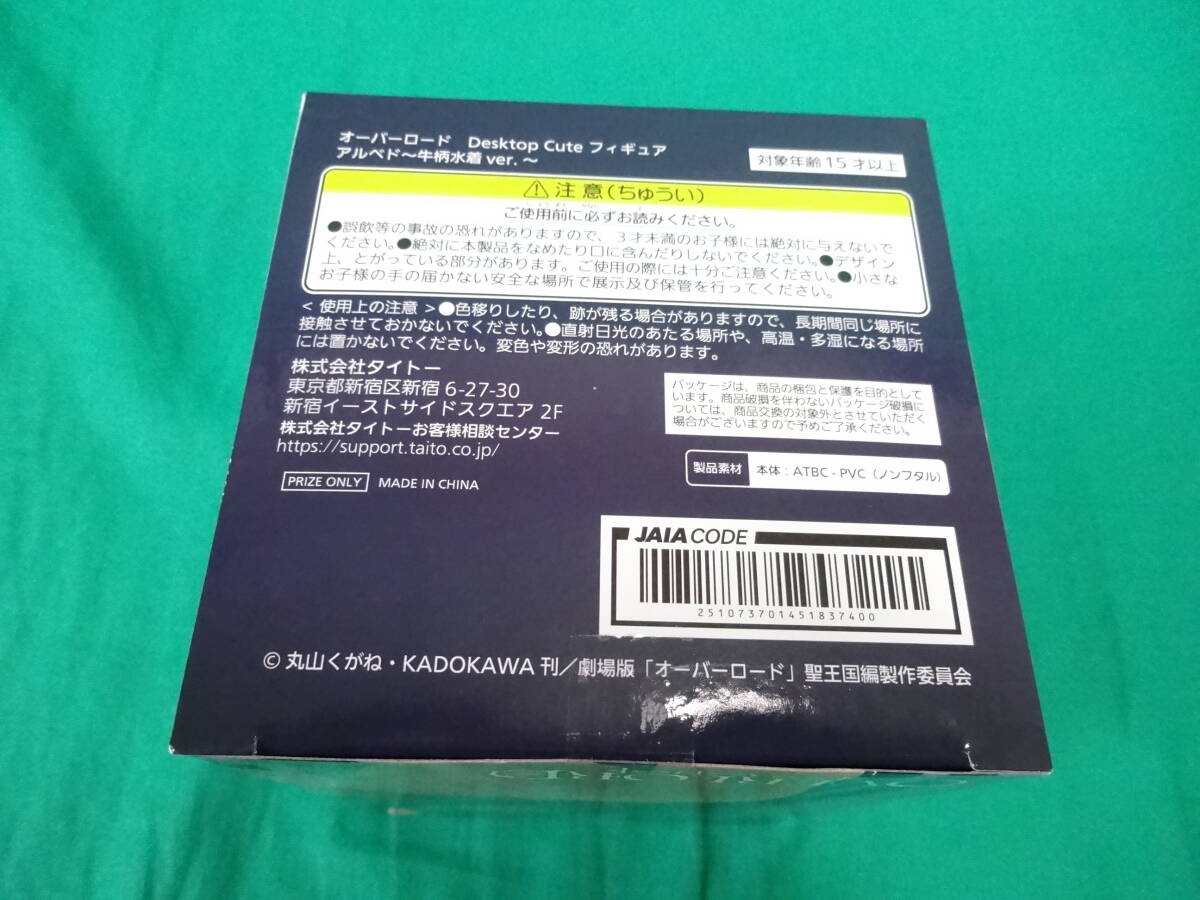 オーバーロード Desktop Cute フィギュア
アルベド～牛柄水着 ver.～
対象年齢 15 才以上
⚠注意(ちゅうい)
ご使用前に必ずお読みください。
●誤飲等の事故の恐れがありますので、3才未満のお子様には絶対に与えないで
ください。●絶対に本製品をなめたり口に含んだりしないでください。●デザイン
上、とがっている部分があります。ご使用の際には十分ご注意ください。●小さな
お子様の手の届かない安全な場所で展示及び保管を行ってください。
< 使用上の注意 >●色移りしたり、跡が残る場合がありますので、長期間同じ場所に
接触させておかないでください。●直射日光のあたる場所や、高温・多湿になる場所
には置かないでください。変色や変形の恐れがあります。
株式会社タイトー
東京都新宿区新宿 6-27-30
新宿イーストサイドスクエア 2F
株式会社タイトーお客様相談センター
https://support.taito.co.jp/
PRIZE ONLY MADE IN CHINA
パッケージは、商品の梱包と保護を目的として
います。商品破損を伴わないパッケージ破損に
ついては、商品交換の対象外とさせていただく
場合がございますので予めご了承ください。
製品素材 本体：ATBC-PVC（ノンフタル）
JAIA CODE
251073701451837400
© 丸山くがね・KADOKAWA 刊／劇場版「オーバーロード」聖王国編製作委員会